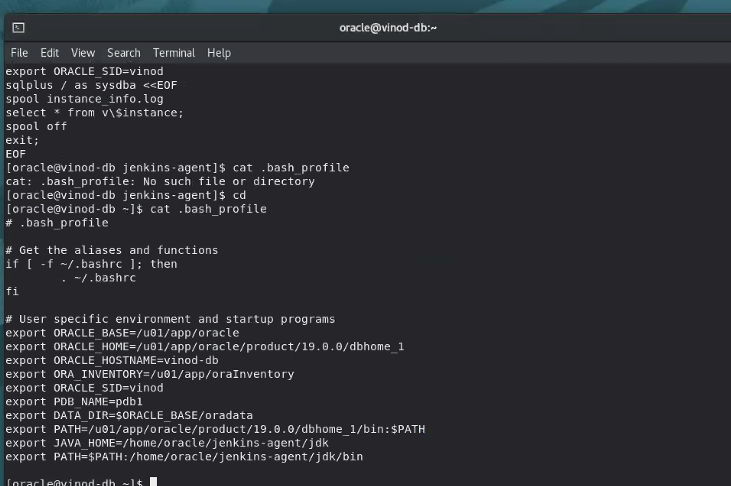 oracle@vinod-db:~
File Edit View Search Terminal Help
export ORACLE_SID=vinod
sqlplus / as sysdba <<EOF
spool instance_info.log
select * from v\$instance;
spool off
exit;
EOF
[oracle@vinod-db jenkins-agent]$ cat .bash_profile
cat: .bash_profile: No such file or directory
[oracle@vinod-db jenkins-agent]$ cd
[oracle@vinod-db ~]$ cat .bash_profile
# .bash_profile
# Get the aliases and functions
if [ -f ~/.bashrc ]; then
        . ~/.bashrc
fi
# User specific environment and startup programs
export ORACLE_BASE=/u01/app/oracle
export ORACLE_HOME=/u01/app/oracle/product/19.0.0/dbhome_1
export ORACLE_HOSTNAME=vinod-db
export ORA_INVENTORY=/u01/app/oraInventory
export ORACLE_SID=vinod
export PDB_NAME=pdb1
export DATA_DIR=$ORACLE_BASE/oradata
export PATH=/u01/app/oracle/product/19.0.0/dbhome_1/bin:$PATH
export JAVA_HOME=/home/oracle/jenkins-agent/jdk
export PATH=$PATH:/home/oracle/jenkins-agent/jdk/bin
[oracle@vinod-db ~]$